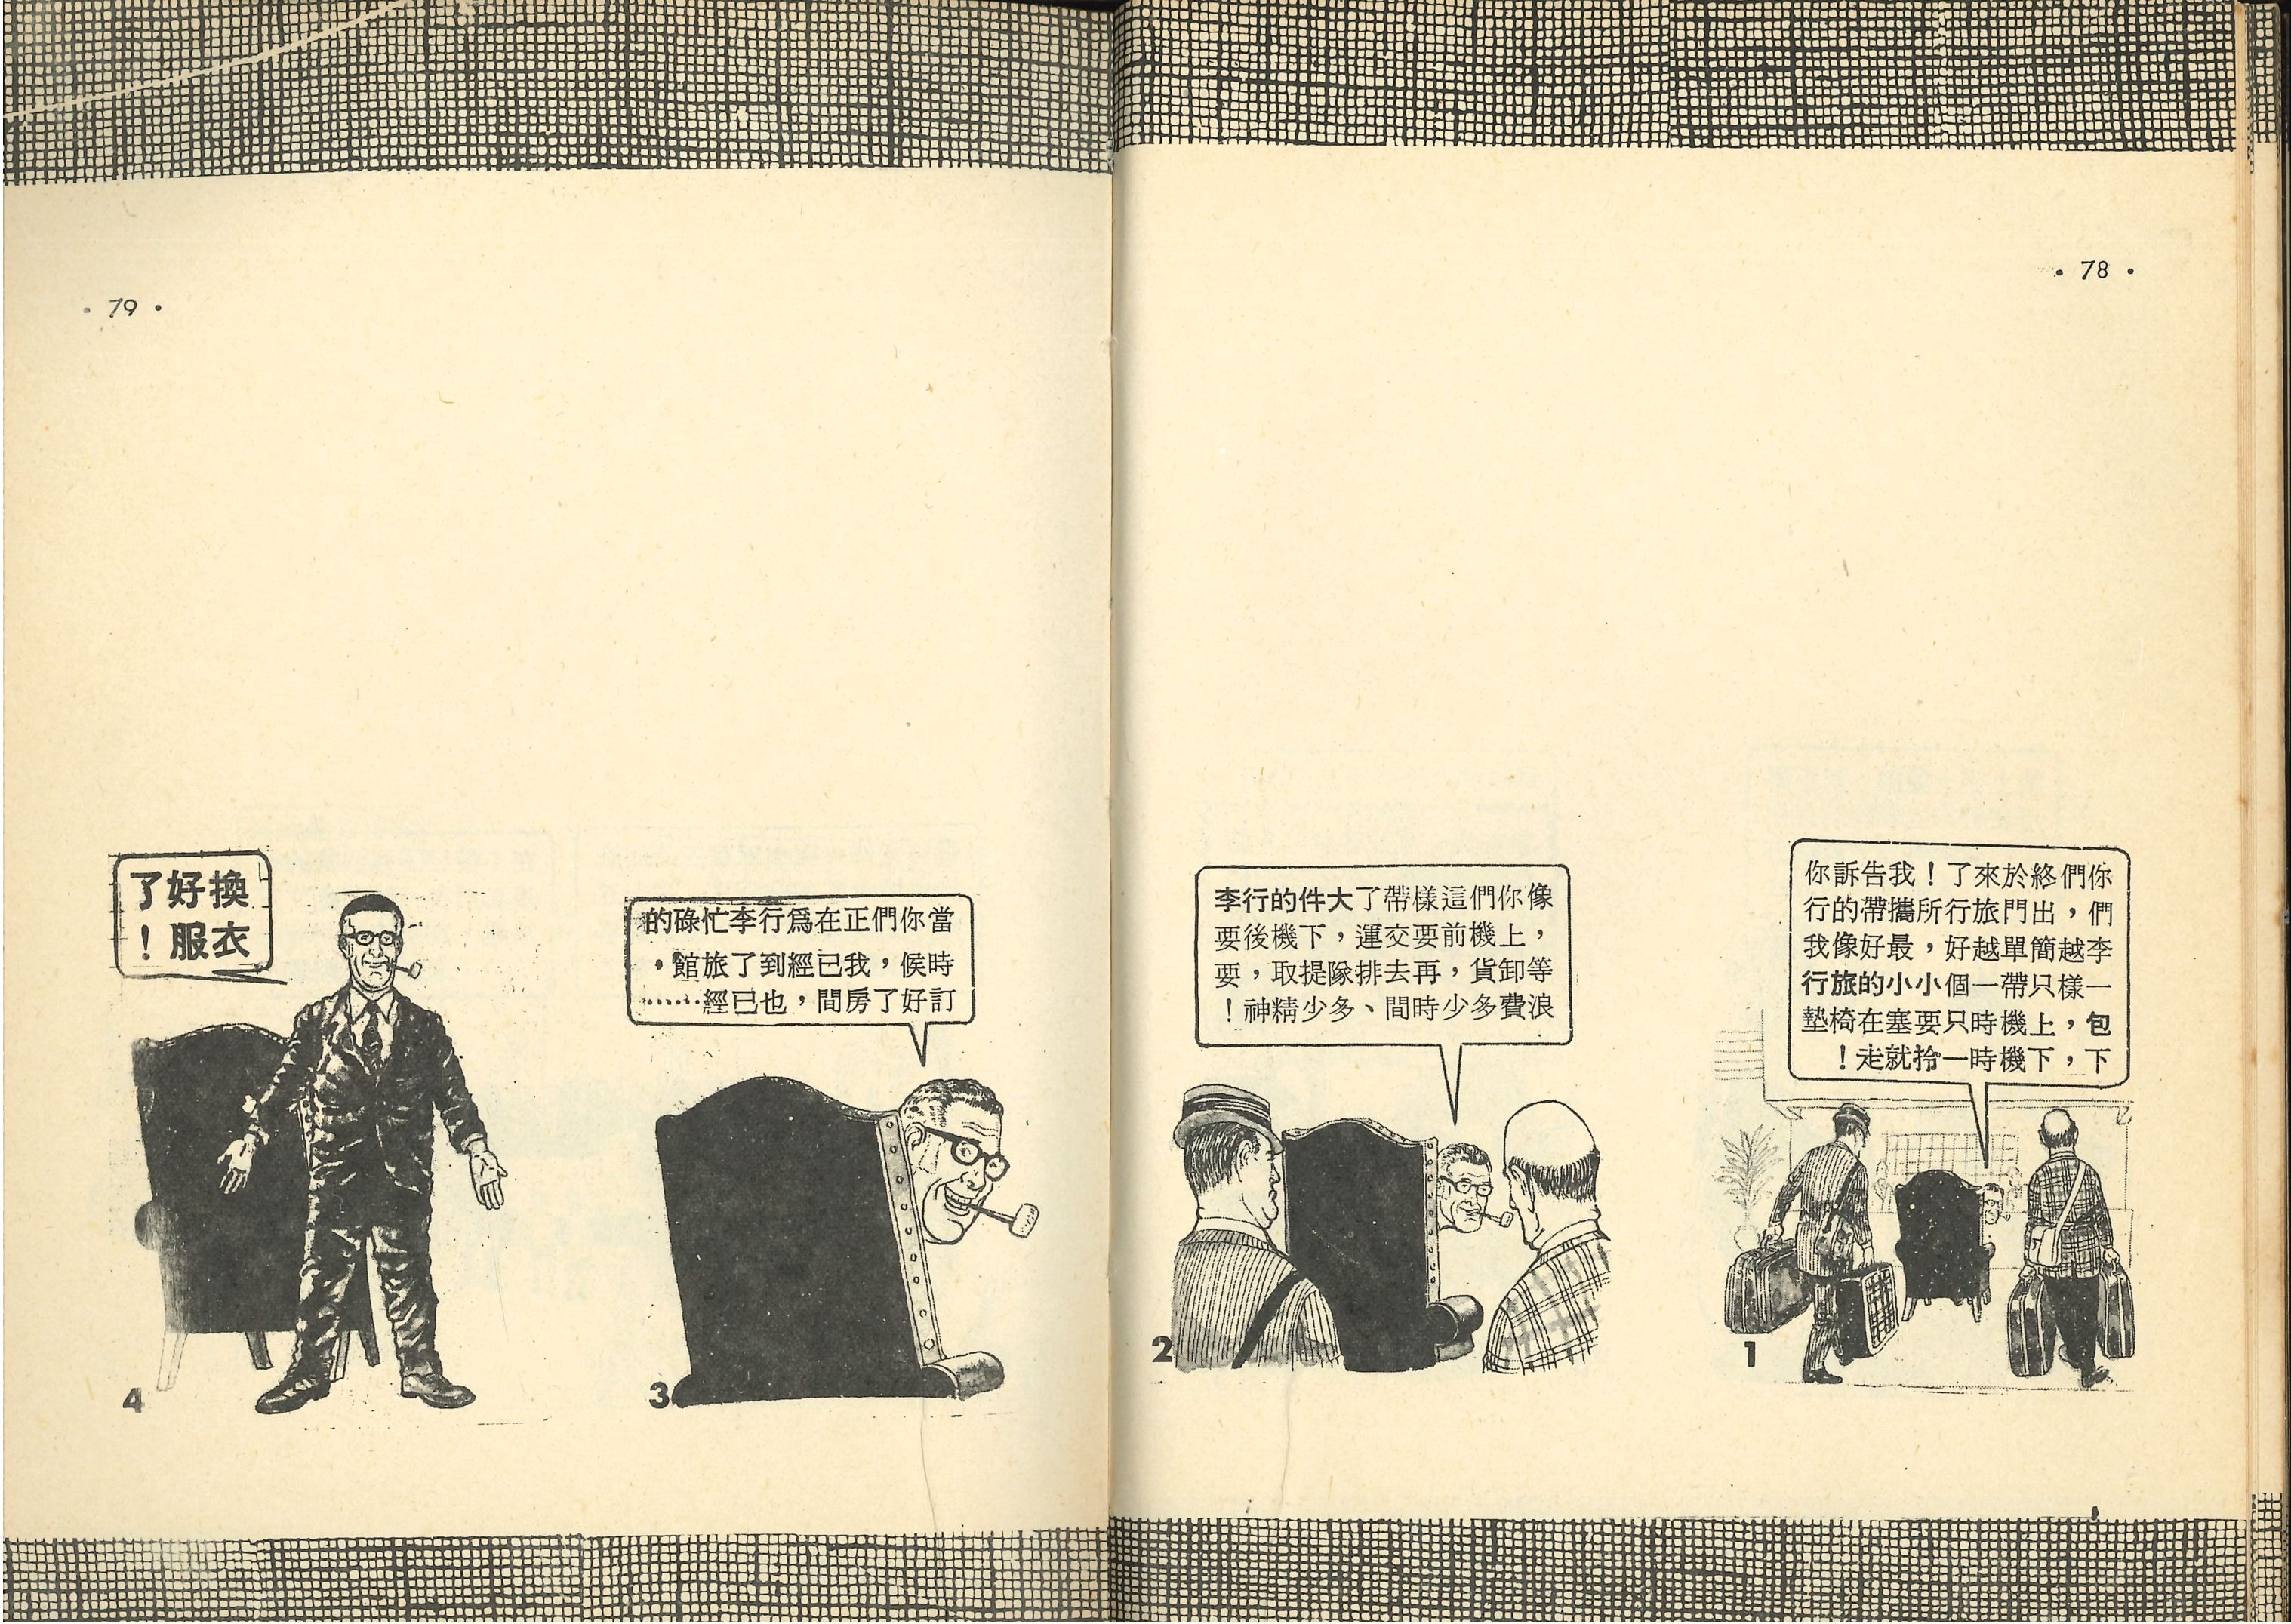 · 78 ·
你們終於來了！我告訴你
們，出門旅行所攜帶的行
李越簡單越好，最好像我
一樣只帶一個小小的旅行
包，上機時只要塞在椅墊
下，下機時一拎就走！
1
像你們這樣帶了大件的行李
，上機前要交運，下機後要
等卸貨，再去排隊提取，要
浪費多少時間、多少精神！
2
· 79 ·
當你們正在爲行李忙碌的
時候，我已經到了旅館，
訂好了房間，也已經……
3
換好了
衣服！
4